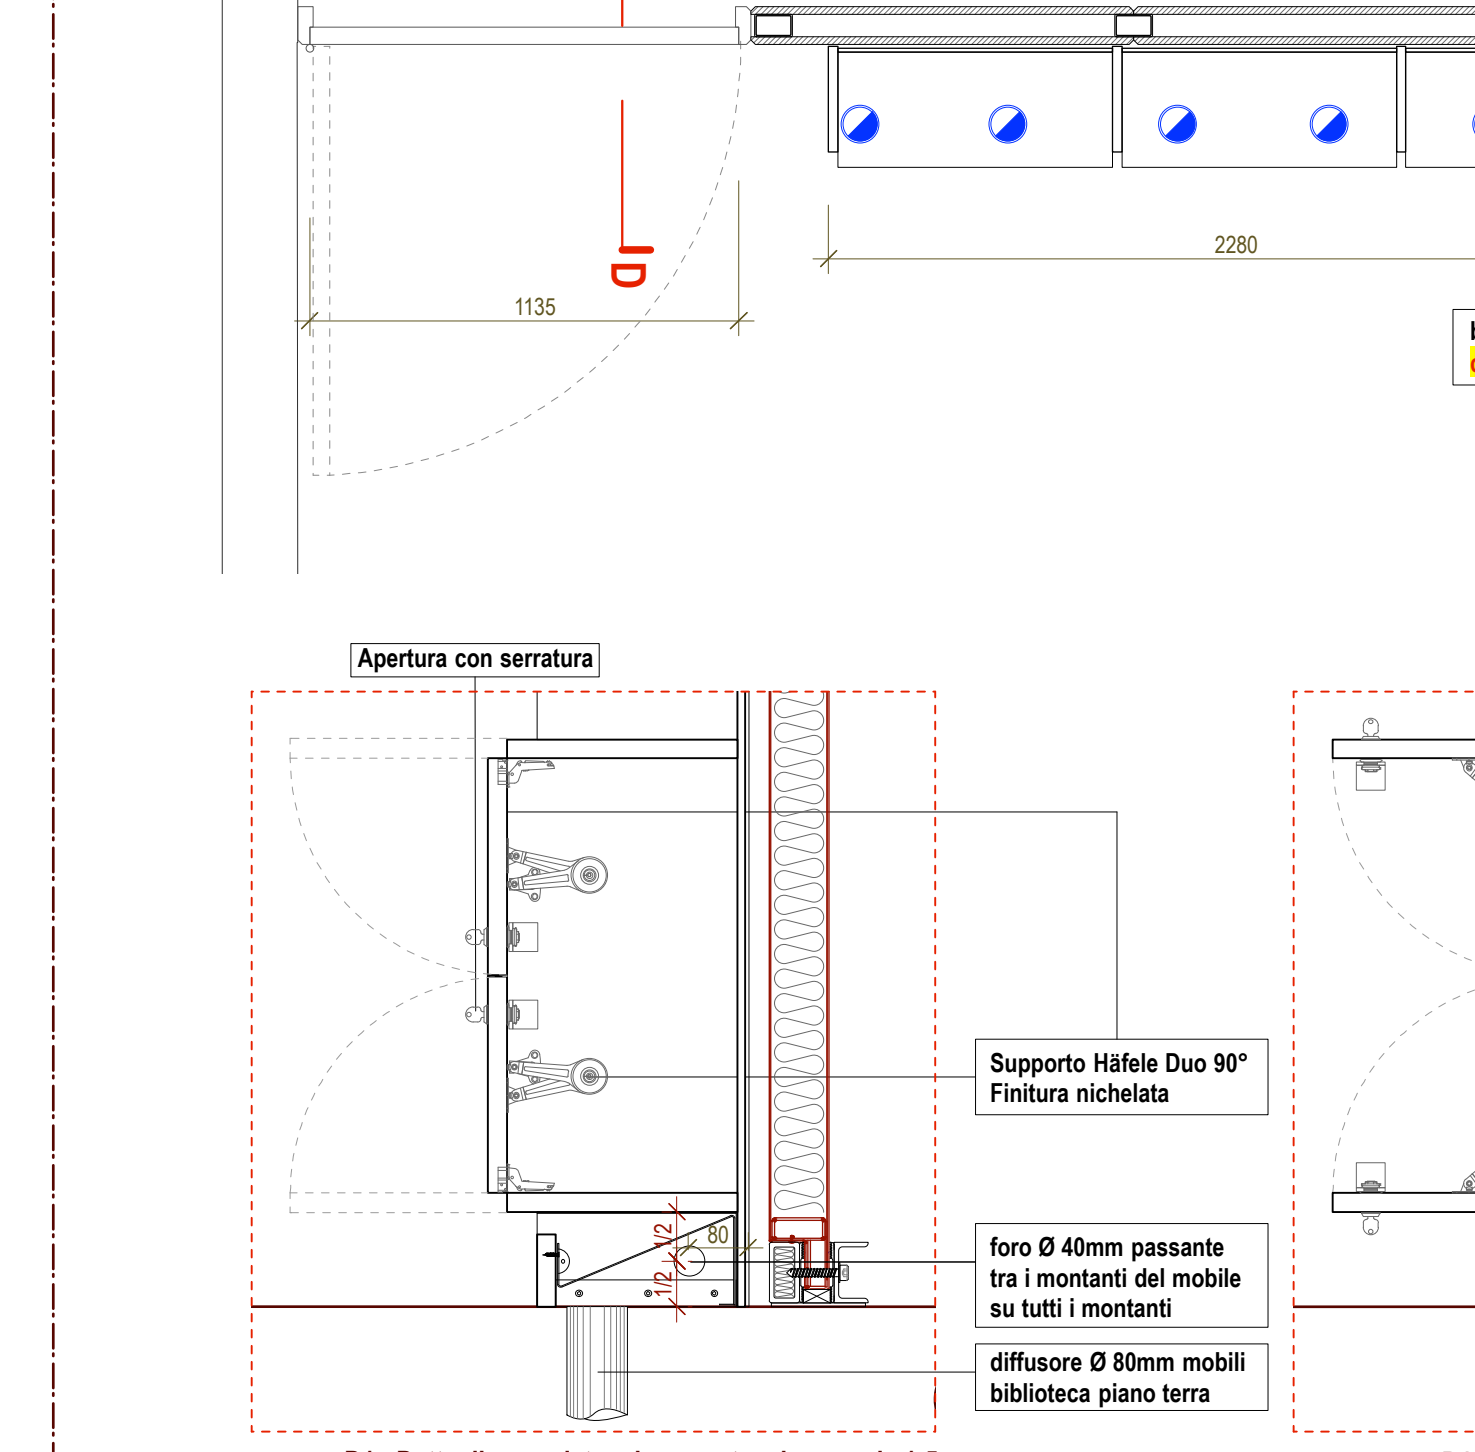 2280
D
1135
Apertura con serratura
Supporto Häfele Duo 90°
Finitura nichelata
1/2
80
1/2
foro Ø 40mm passante
tra i montanti del mobile
su tutti i montanti
diffusore Ø 80mm mobili
biblioteca piano terra